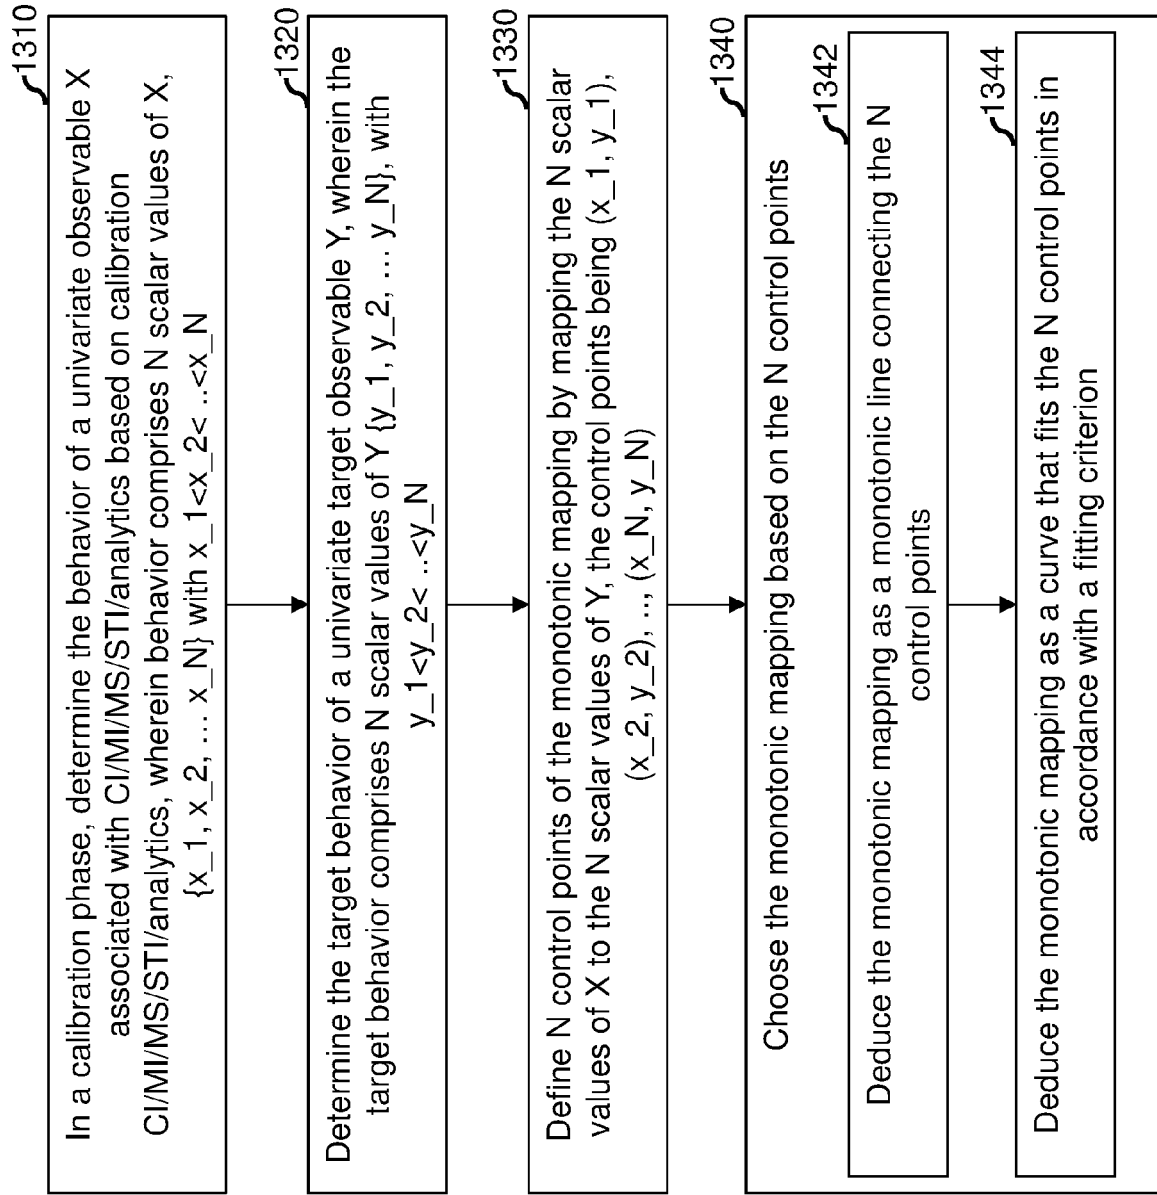 1310
In a calibration phase, determine the behavior of a univariate observable X
associated with CI/MI/MS/STI/analytics based on calibration
CI/MI/MS/STI/analytics, wherein behavior comprises N scalar values of X,
{x_1, x_2, ... x_N} with x_1<x_2< ..<x_N
1320
Determine the target behavior of a univariate target observable Y, wherein the
target behavior comprises N scalar values of Y {y_1, y_2, ... y_N}, with
y_1<y_2< ..<y_N
1330
Define N control points of the monotonic mapping by mapping the N scalar
values of X to the N scalar values of Y, the control points being (x_1, y_1),
(x_2, y_2), .., (x_N, y_N)
1340
Choose the monotonic mapping based on the N control points
1342
Deduce the monotonic mapping as a monotonic line connecting the N
control points
1344
Deduce the monotonic mapping as a curve that fits the N control points in
accordance with a fitting criterion